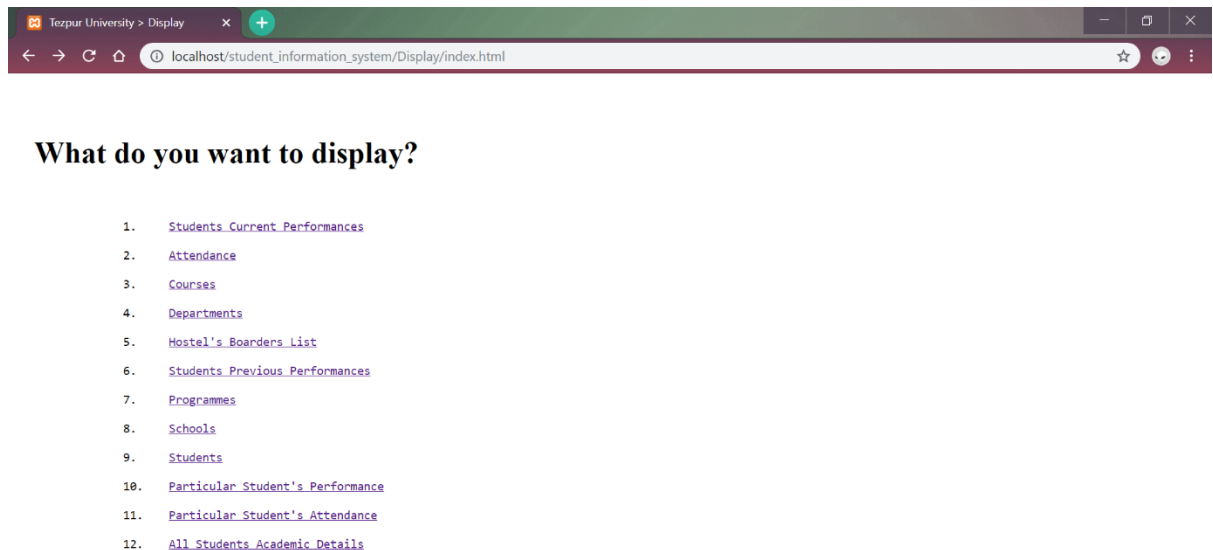 Tezpur University > Display
localhost/student_information_system/Display/index.html
What do you want to display?
1. Students Current Performances
2. Attendance
3. Courses
4. Departments
5. Hostel's Boarders List
6. Students Previous Performances
7. Programmes
8. Schools
9. Students
10. Particular Student's Performance
11. Particular Student's Attendance
12. All Students Academic Details